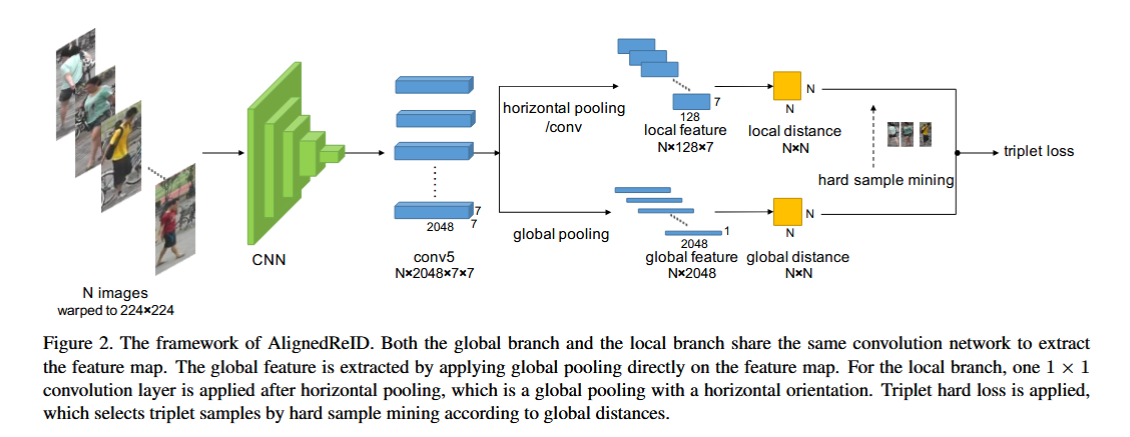 horizontal pooling
/conv
7
128
local feature
N×128×7
N
N
local distance
N×N
hard sample mining
triplet loss
CNN
2048
7
7
conv5
N×2048×7×7
global pooling
1
2048
global feature
N×2048
N
N
global distance
N×N
N images
warped to 224×224
Figure 2. The framework of AlignedReID. Both the global branch and the local branch share the same convolution network to extract
the feature map. The global feature is extracted by applying global pooling directly on the feature map. For the local branch, one 1 × 1
convolution layer is applied after horizontal pooling, which is a global pooling with a horizontal orientation. Triplet hard loss is applied,
which selects triplet samples by hard sample mining according to global distances.